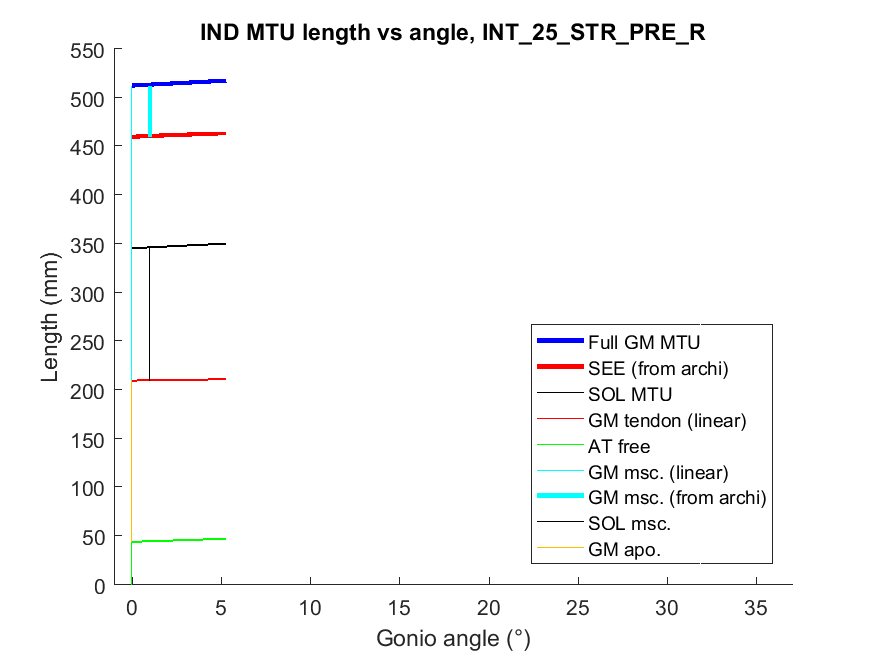 IND MTU length vs angle, INT_25_STR_PRE_R
550
500
450
400
350
300
250
200
150
100
50
0
Length (mm)
Full GM MTU
SEE (from archi)
SOL MTU
GM tendon (linear)
AT free
GM msc. (linear)
GM msc. (from archi)
SOL msc.
GM apo.
0 5 10 15 20 25 30 35
Gonio angle (°)